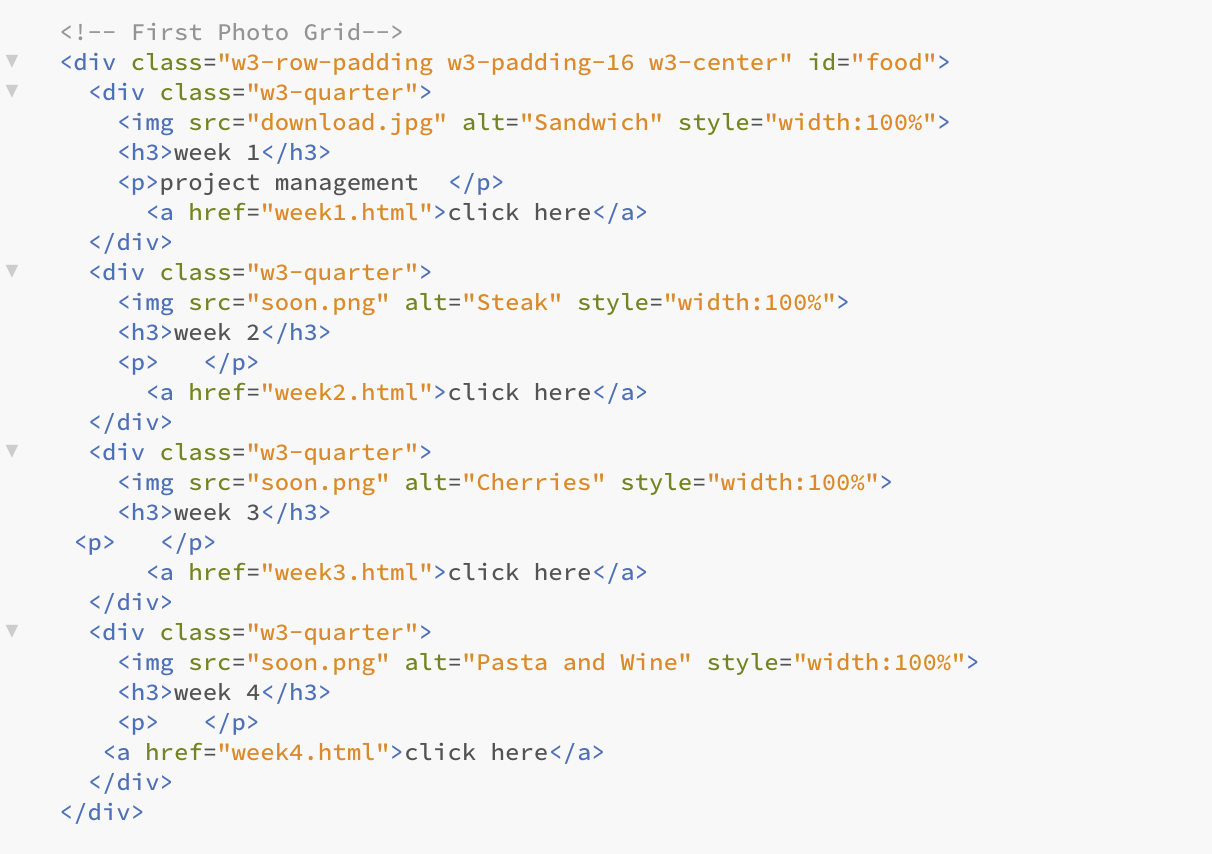 <!-- First Photo Grid-->
<div class="w3-row-padding w3-padding-16 w3-center" id="food">
  <div class="w3-quarter">
    <img src="download.jpg" alt="Sandwich" style="width:100%">
    <h3>week 1</h3>
    <p>project management  </p>
      <a href="week1.html">click here</a>
  </div>
  <div class="w3-quarter">
    <img src="soon.png" alt="Steak" style="width:100%">
    <h3>week 2</h3>
    <p>   </p>
      <a href="week2.html">click here</a>
  </div>
  <div class="w3-quarter">
    <img src="soon.png" alt="Cherries" style="width:100%">
    <h3>week 3</h3>
 <p>   </p>
      <a href="week3.html">click here</a>
  </div>
  <div class="w3-quarter">
    <img src="soon.png" alt="Pasta and Wine" style="width:100%">
    <h3>week 4</h3>
    <p>   </p>
   <a href="week4.html">click here</a>
  </div>
</div>